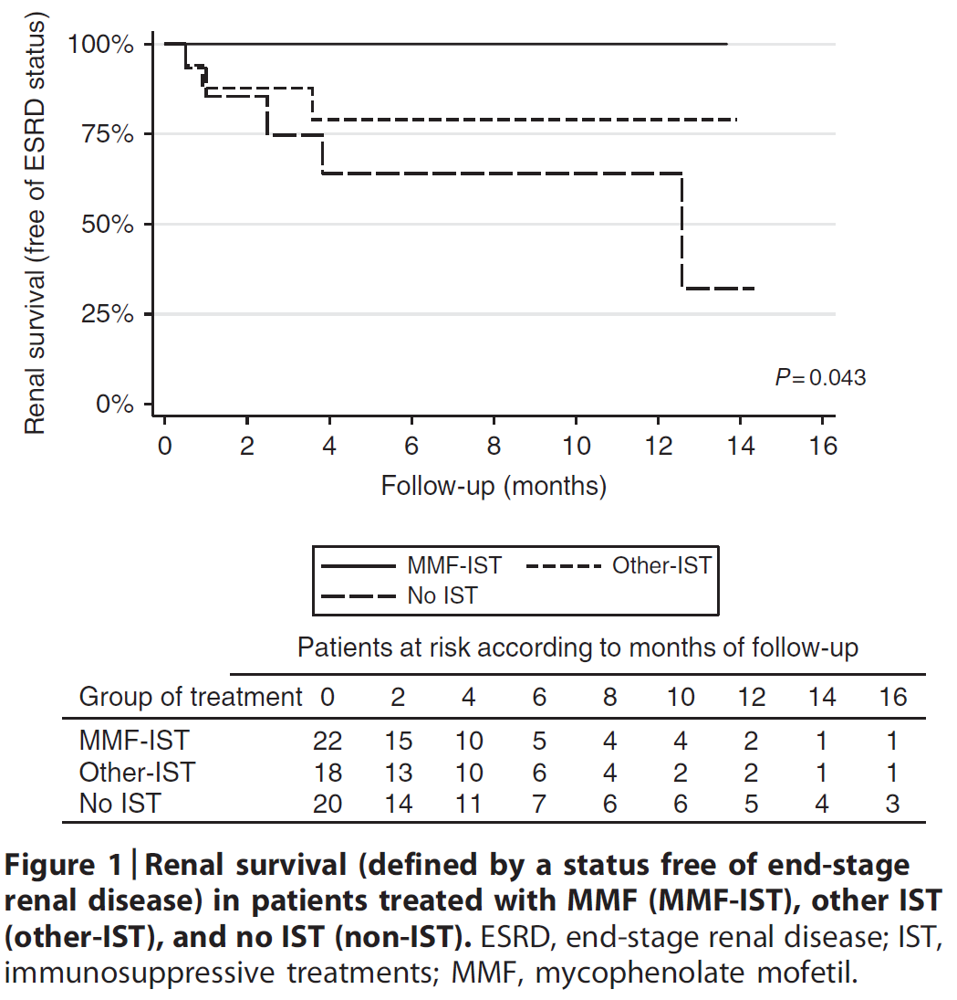 Renal survival (free of ESRD status)
100%
75%
50%
25%
0%
P = 0.043
0 2 4 6 8 10 12 14 16
Follow-up (months)
MMF-IST Other-IST
No IST
Patients at risk according to months of follow-up
Group of treatment 0 2 4 6 8 10 12 14 16
MMF-IST 22 15 10 5 4 4 2 1 1
Other-IST 18 13 10 6 4 2 2 1 1
No IST 20 14 11 7 6 6 5 4 3
Figure 1 | Renal survival (defined by a status free of end-stage
renal disease) in patients treated with MMF (MMF-IST), other IST
(other-IST), and no IST (non-IST). ESRD, end-stage renal disease; IST,
immunosuppressive treatments; MMF, mycophenolate mofetil.